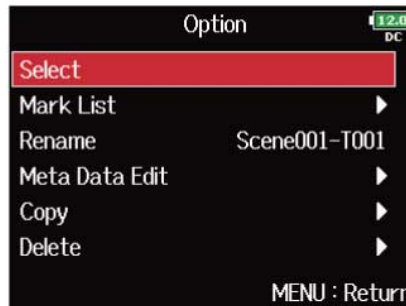 Option
12.0
DC
Select
Mark List
Rename Scene001-T001
Meta Data Edit
Copy
Delete
MENU : Return